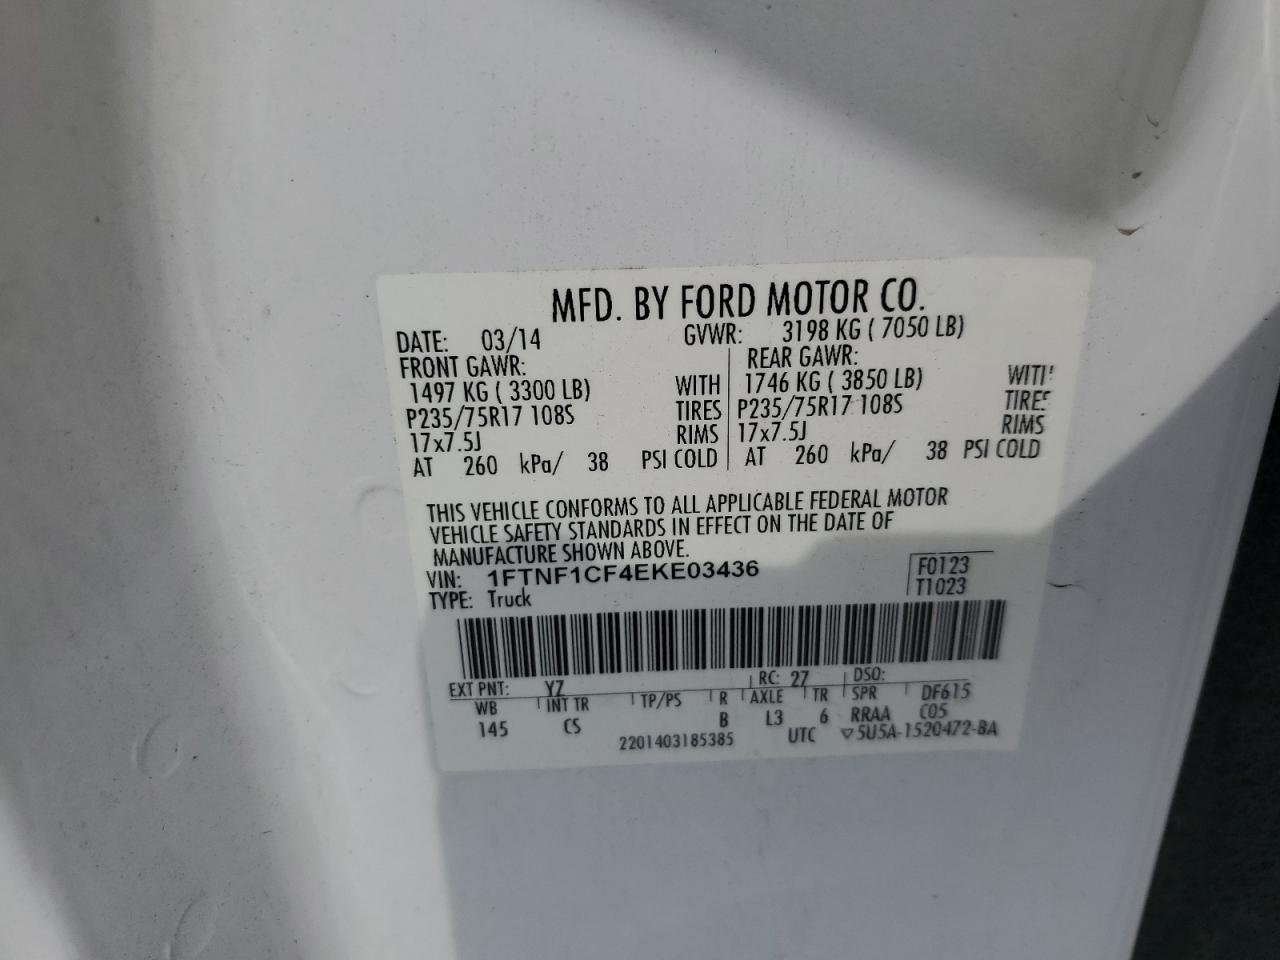 MFD. BY FORD MOTOR CO.
DATE: 03/14 GVWR: 3198 KG ( 7050 LB)
FRONT GAWR: REAR GAWR:
1497 KG ( 3300 LB) WITH 1746 KG ( 3850 LB) WITH
P235/75R17 108S TIRES P235/75R17 108S TIRES
17x7.5J RIMS 17x7.5J RIMS
AT 260 kPa/ 38 PSI COLD AT 260 kPa/ 38 PSI COLD
THIS VEHICLE CONFORMS TO ALL APPLICABLE FEDERAL MOTOR
VEHICLE SAFETY STANDARDS IN EFFECT ON THE DATE OF
MANUFACTURE SHOWN ABOVE.
VIN: 1FTNF1CF4EKE03436 F0123
TYPE: Truck T1023
EXT PNT: YZ RC: 27 DSO:
WB INT TR TP/PS R AXLE TR SPR DF615
145 CS B L3 6 RRAA C05
2201403185385 UTC ▽5U5A-1520472-BA